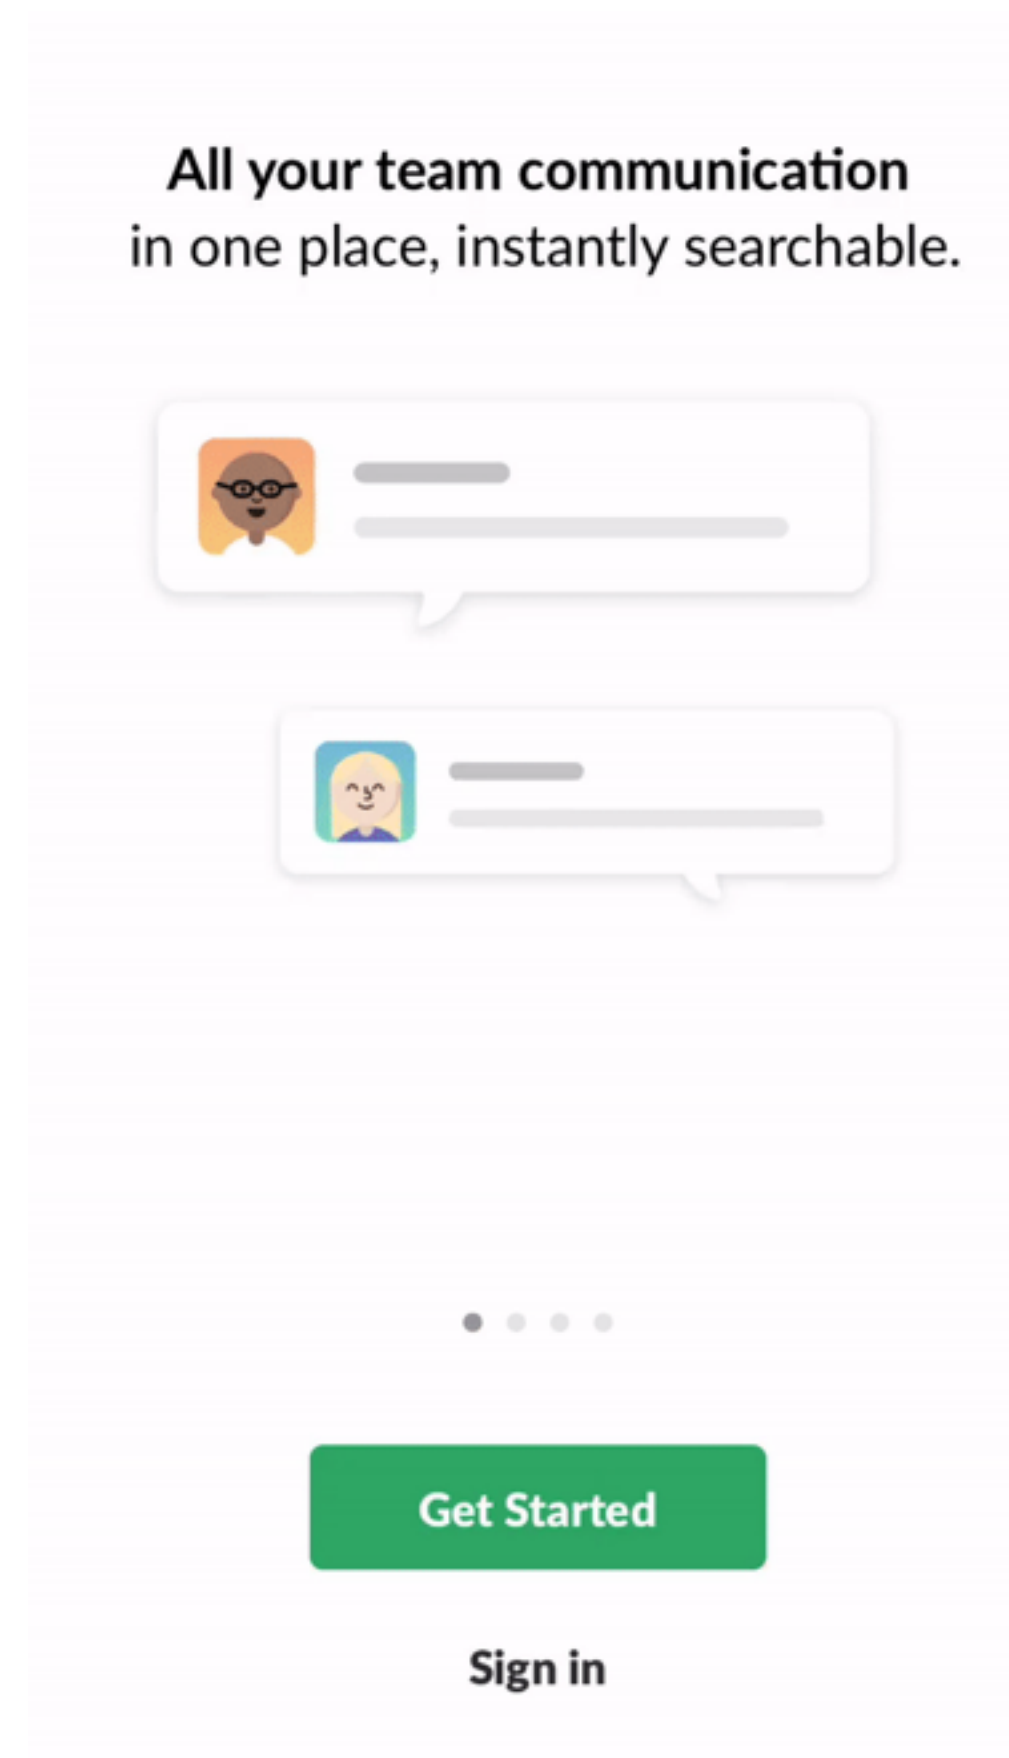 All your team communication
in one place, instantly searchable.
Get Started
Sign in